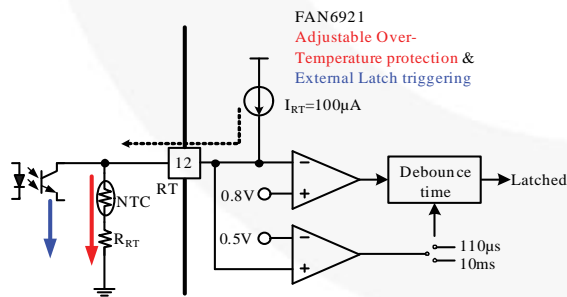 FAN6921
Adjustable Over-
Temperature protection &
External Latch triggering
I_RT=100µA
12
RT
NTC
R_RT
0.8V
−
+
Debounce
time
Latched
0.5V
−
+
110µs
10ms